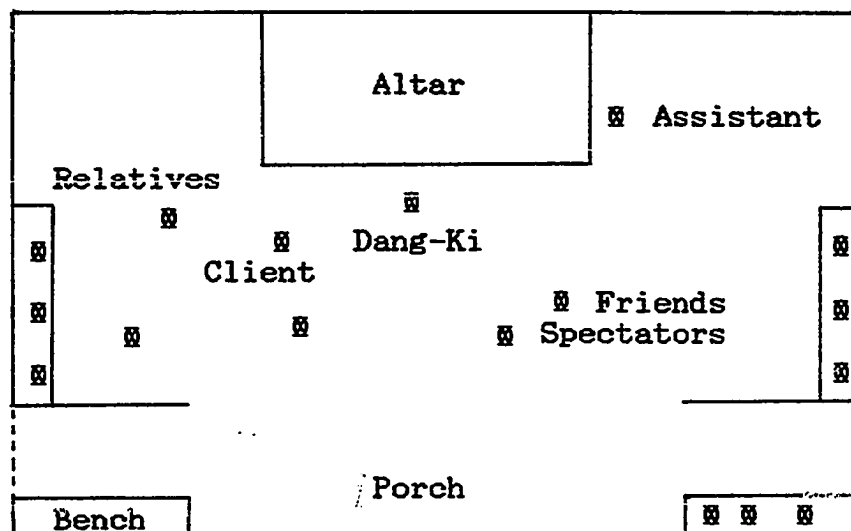 Altar
Assistant
Relatives
Dang-Ki
Client
Friends
Spectators
Porch
Bench